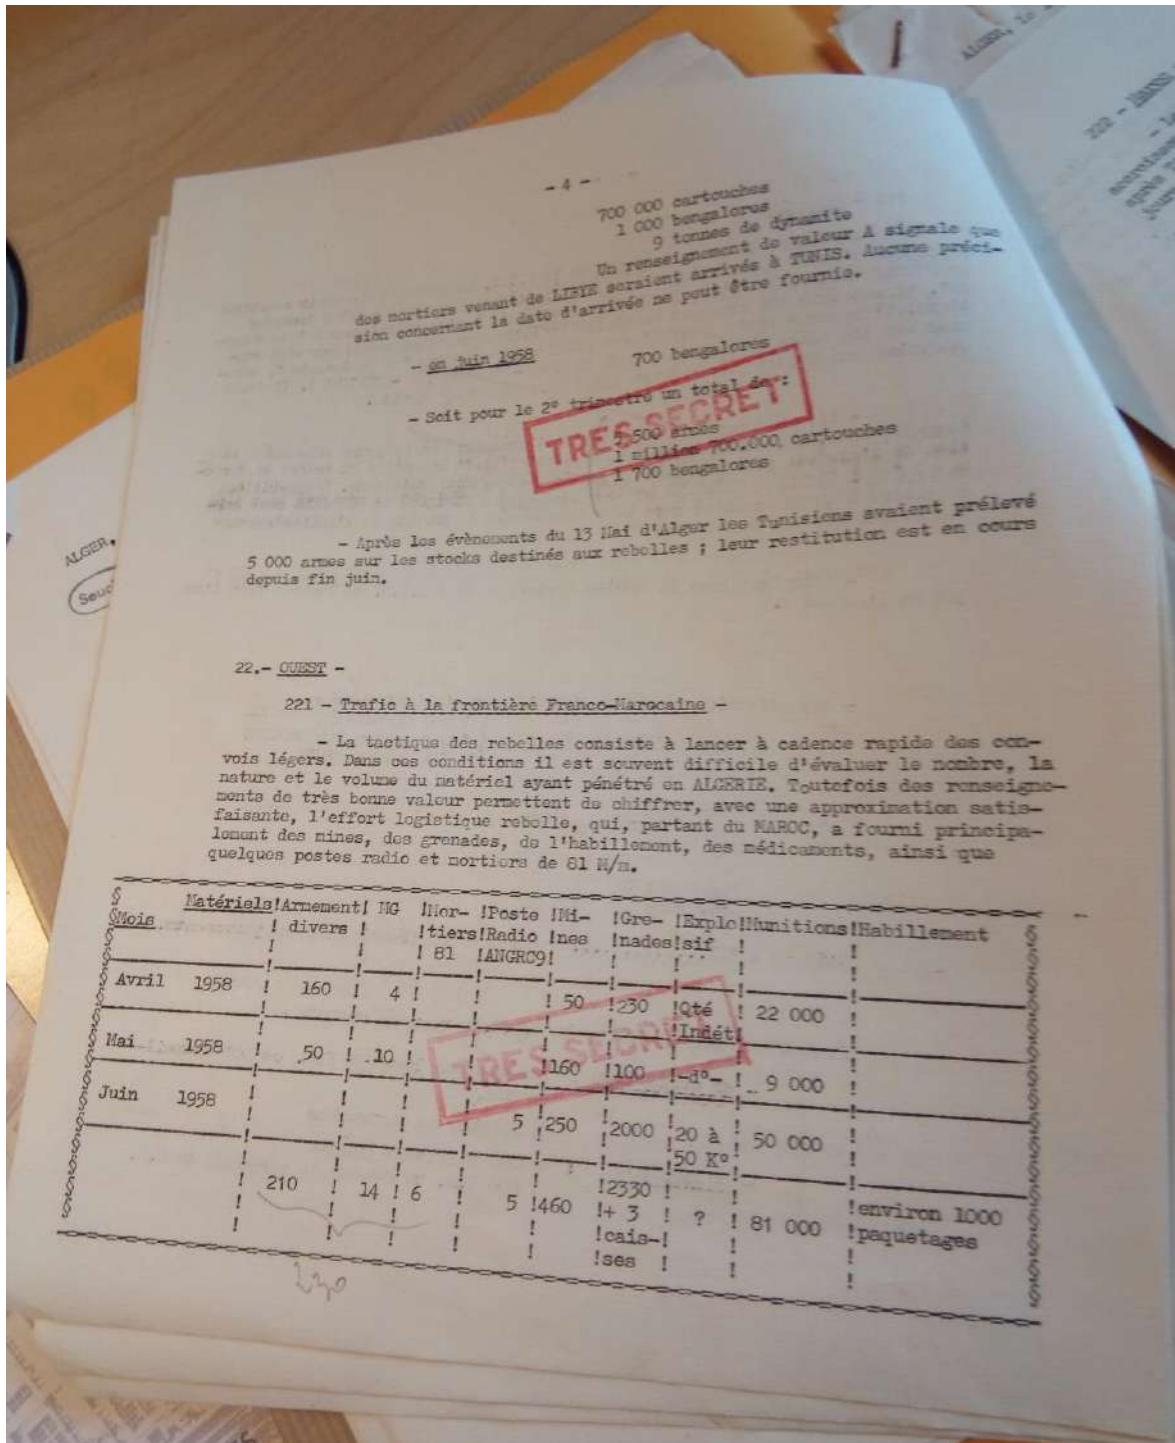 - 4 -
700 000 cartouches
1 000 bengalores
9 tonnes de dynamite
Un renseignement de valeur A signale que
des mortiers venant de LIBYE seraient arrivés à TUNIS. Aucune préci-
sion concernant la date d'arrivée ne peut être fournie.
- en juin 1958 700 bengalores
- Soit pour le 2° trimestre un total de :
TRES SECRET
500 armes
1 million 700.000 cartouches
1 700 bengalores
- Après les évènements du 13 Mai d'Alger les Tunisiens avaient prélevé
5 000 armes sur les stocks destinés aux rebelles ; leur restitution est en cours
depuis fin juin.
22.- OUEST -
221 - Trafic à la frontière Franco-Marocaine -
- La tactique des rebelles consiste à lancer à cadence rapide des con-
vois légers. Dans ces conditions il est souvent difficile d'évaluer le nombre, la
nature et le volume du matériel ayant pénétré en ALGERIE. Toutefois des renseigne-
ments de très bonne valeur permettent de chiffrer, avec une approximation satis-
faisante, l'effort logistique rebelle, qui, partant du MAROC, a fourni principa-
lement des mines, des grenades, de l'habillement, des médicaments, ainsi que
quelques postes radio et mortiers de 81 M/m.
Matériels!Armement! MG !Mor- !Poste !Mi- !Gre- !Explo!Munitions!Habillement
Mois ! divers ! !tiers!Radio !nes !nades!sif ! !
! 81 !ANGRC9!
Avril 1958 ! 160 ! 4 ! ! ! 50 !230 !Qté ! 22 000 !
!Indét!
Mai 1958 ! 50 ! 10 ! ! !160 !100 !-d°- ! 9 000 !
TRES SECRET
Juin 1958 ! ! ! ! 5 !250 !2000 !20 à ! 50 000 !
!50 K°!
! 210 ! 14 ! 6 ! 5 !460 !2330 ! ? ! 81 000 !environ 1000
!+ 3 ! !paquetages
!cais-!
!ses !
230
ALGER,
ALGER, le
222 -